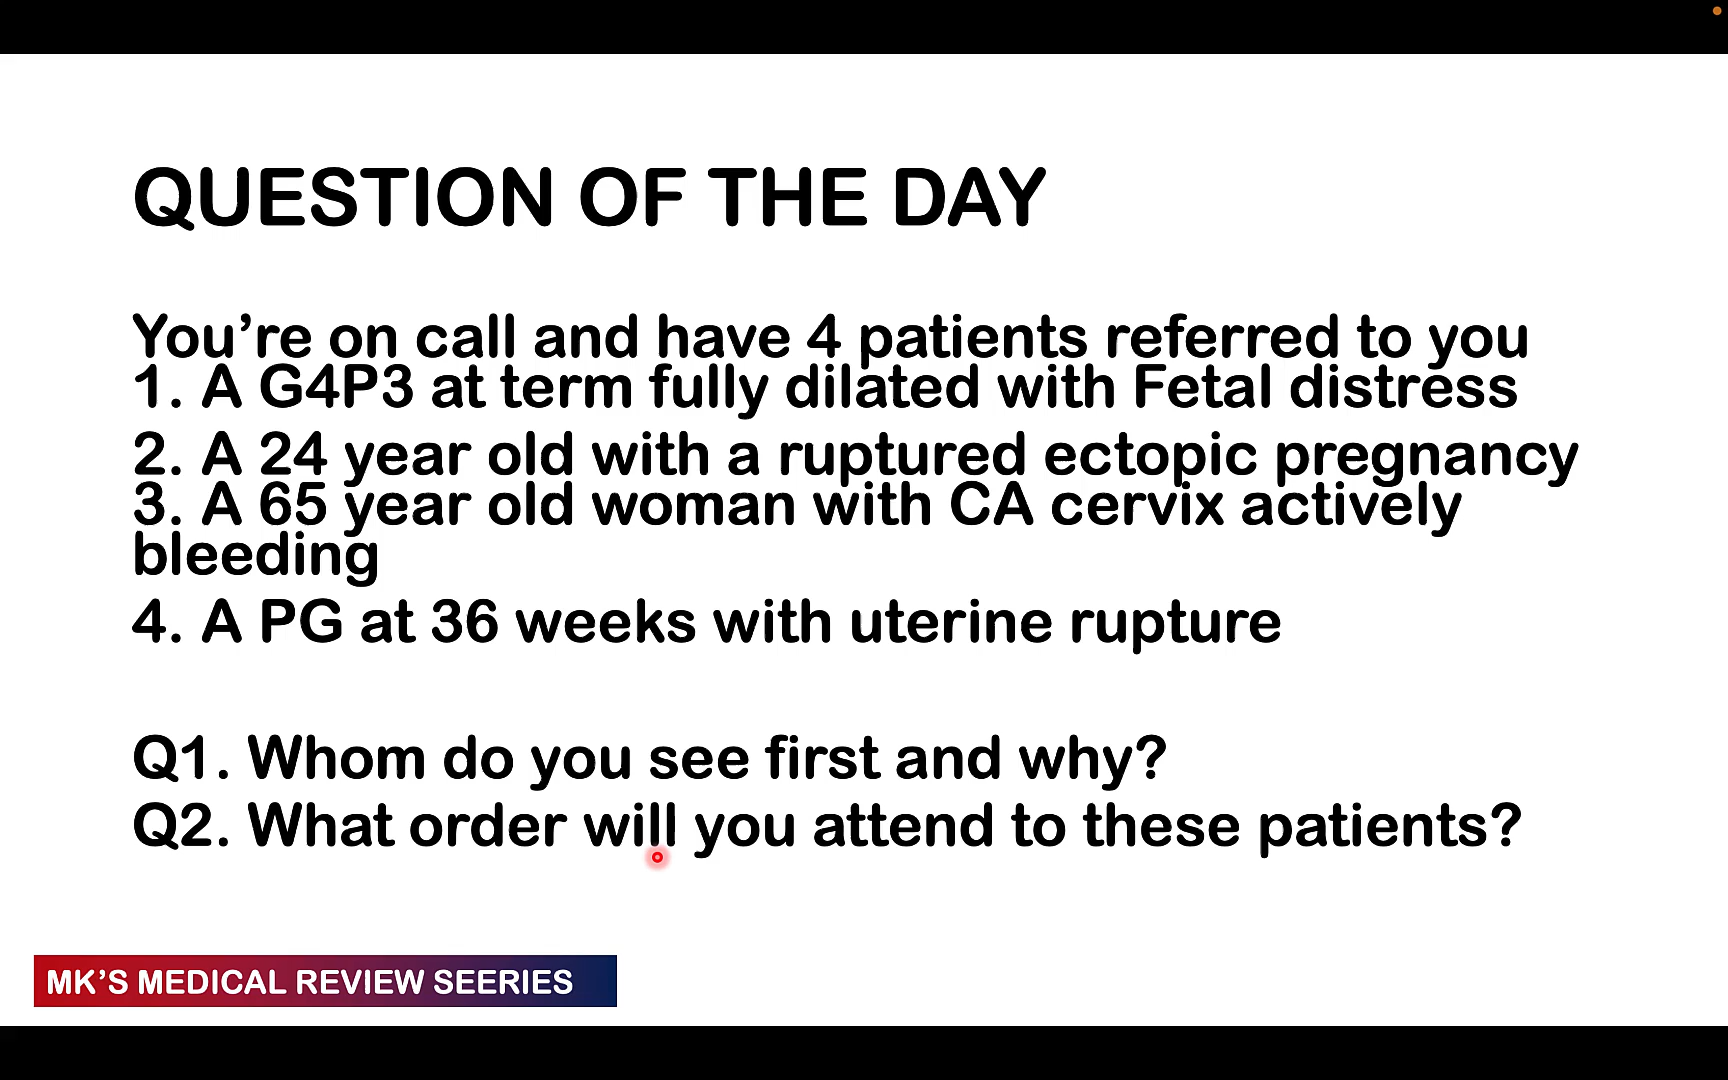 QUESTION OF THE DAY
You’re on call and have 4 patients referred to you
1. A G4P3 at term fully dilated with Fetal distress
2. A 24 year old with a ruptured ectopic pregnancy
3. A 65 year old woman with CA cervix actively
bleeding
4. A PG at 36 weeks with uterine rupture
Q1. Whom do you see first and why?
Q2. What order will you attend to these patients?
MK’S MEDICAL REVIEW SEERIES